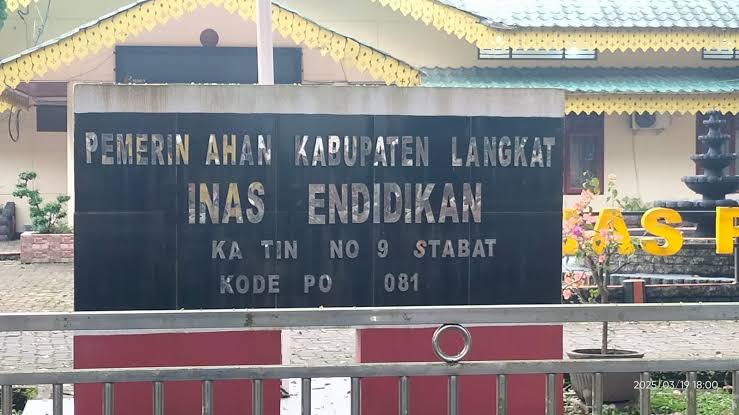 PEMERIN AHAN KABUPATEN LANGKAT
INAS ENDIDIKAN
KA TIN NO 9 STABAT
KODE PO 081
AS P
2025/03/19 18:00